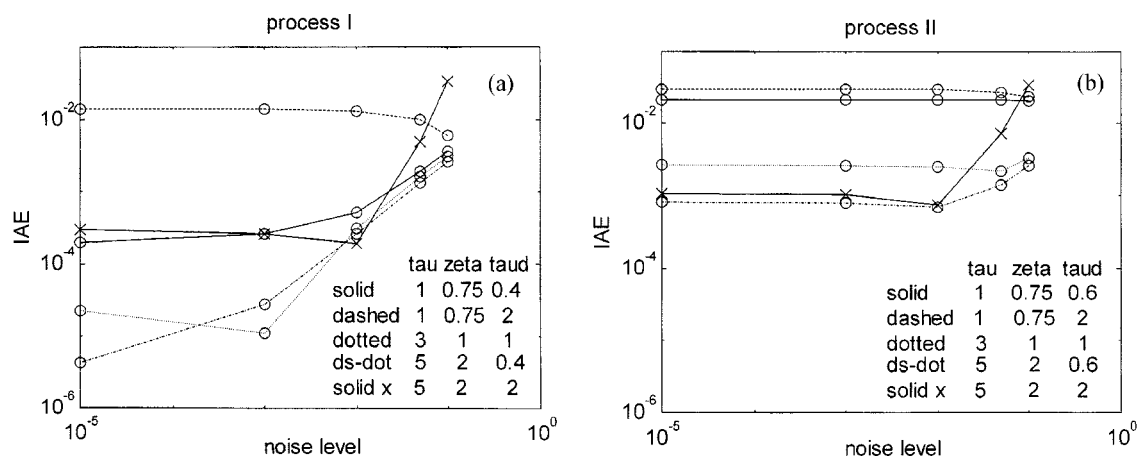 process I
(a)
10^-2
10^-4
10^-6
IAE
tau zeta taud
solid 1 0.75 0.4
dashed 1 0.75 2
dotted 3 1 1
ds-dot 5 2 0.4
solid x 5 2 2
10^-5
10^0
noise level
process II
(b)
10^-2
10^-4
10^-6
IAE
tau zeta taud
solid 1 0.75 0.6
dashed 1 0.75 2
dotted 3 1 1
ds-dot 5 2 0.6
solid x 5 2 2
10^-5
10^0
noise level